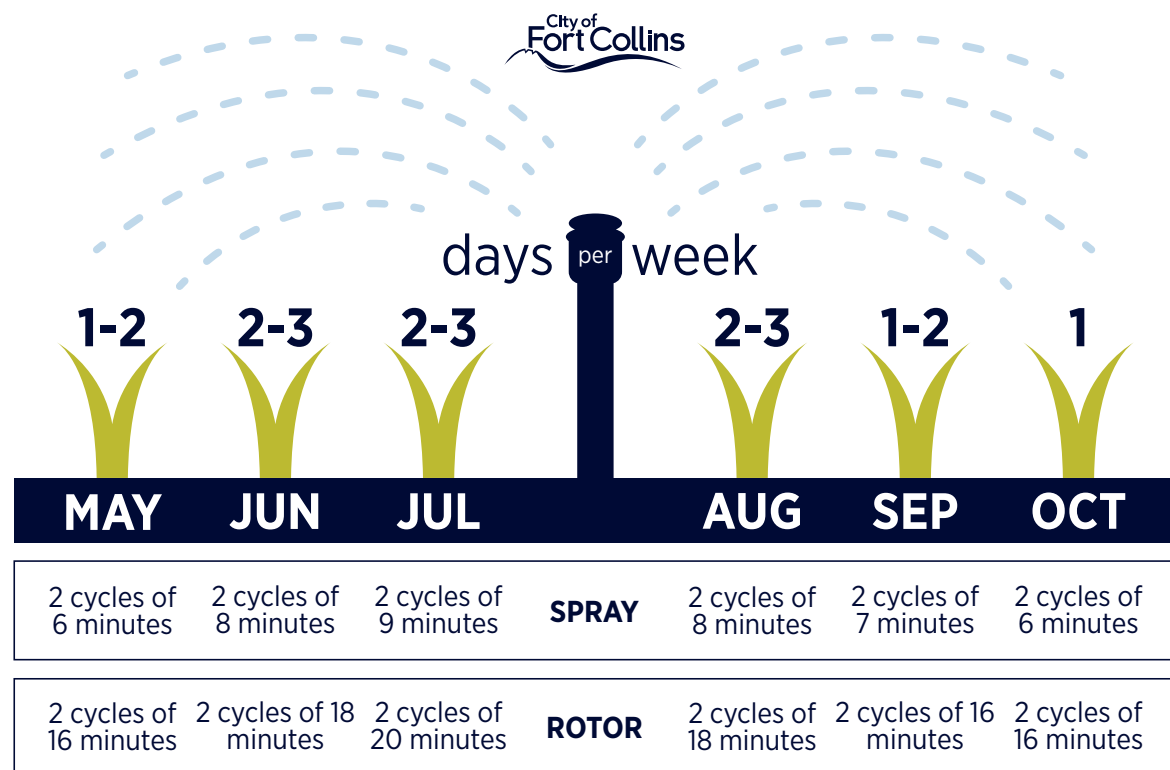 City of
Fort Collins
days per week
1-2 2-3 2-3 2-3 1-2 1
MAY JUN JUL AUG SEP OCT
2 cycles of 2 cycles of 2 cycles of SPRAY 2 cycles of 2 cycles of 2 cycles of
6 minutes 8 minutes 9 minutes 8 minutes 7 minutes 6 minutes
2 cycles of 2 cycles of 18 2 cycles of ROTOR 2 cycles of 2 cycles of 16 2 cycles of
16 minutes minutes 20 minutes 18 minutes minutes 16 minutes